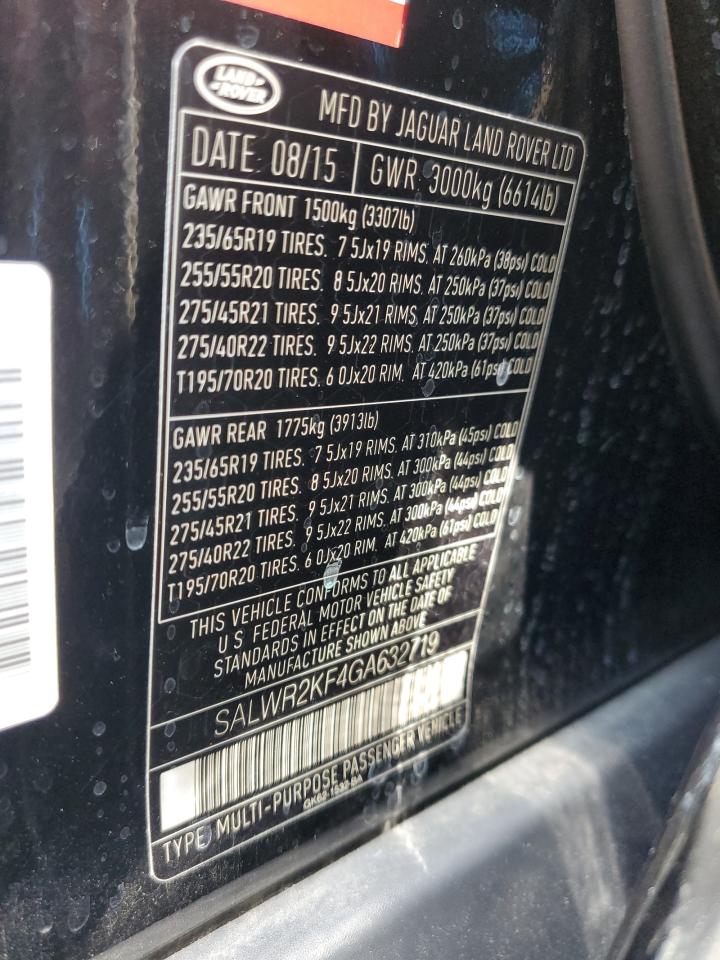 LAND
ROVER
MFD BY JAGUAR LAND ROVER LTD
DATE 08/15
GWR 3000kg (6614lb)
GAWR FRONT 1500kg (3307lb)
235/65R19 TIRES. 7 5Jx19 RIMS. AT 260kPa (38psi) COLD
255/55R20 TIRES. 8 5Jx20 RIMS. AT 250kPa (37psi) COLD
275/45R21 TIRES. 9 5Jx21 RIMS. AT 250kPa (37psi) COLD
275/40R22 TIRES. 9 5Jx22 RIMS. AT 250kPa (37psi) COLD
T195/70R20 TIRES. 6 0Jx20 RIM. AT 420kPa (61psi) COLD
GAWR REAR 1775kg (3913lb)
235/65R19 TIRES. 7 5Jx19 RIMS. AT 310kPa (45psi) COLD
255/55R20 TIRES. 8 5Jx20 RIMS. AT 300kPa (44psi) COLD
275/45R21 TIRES. 9 5Jx21 RIMS. AT 300kPa (44psi) COLD
275/40R22 TIRES. 9 5Jx22 RIMS. AT 300kPa (44psi) COLD
T195/70R20 TIRES. 6 0Jx20 RIM. AT 420kPa (61psi) COLD
THIS VEHICLE CONFORMS TO ALL APPLICABLE
U S FEDERAL MOTOR VEHICLE SAFETY
STANDARDS IN EFFECT ON THE DATE OF
MANUFACTURE SHOWN ABOVE
SALWR2KF4GA632719
TYPE MULTI-PURPOSE PASSENGER VEHICLE